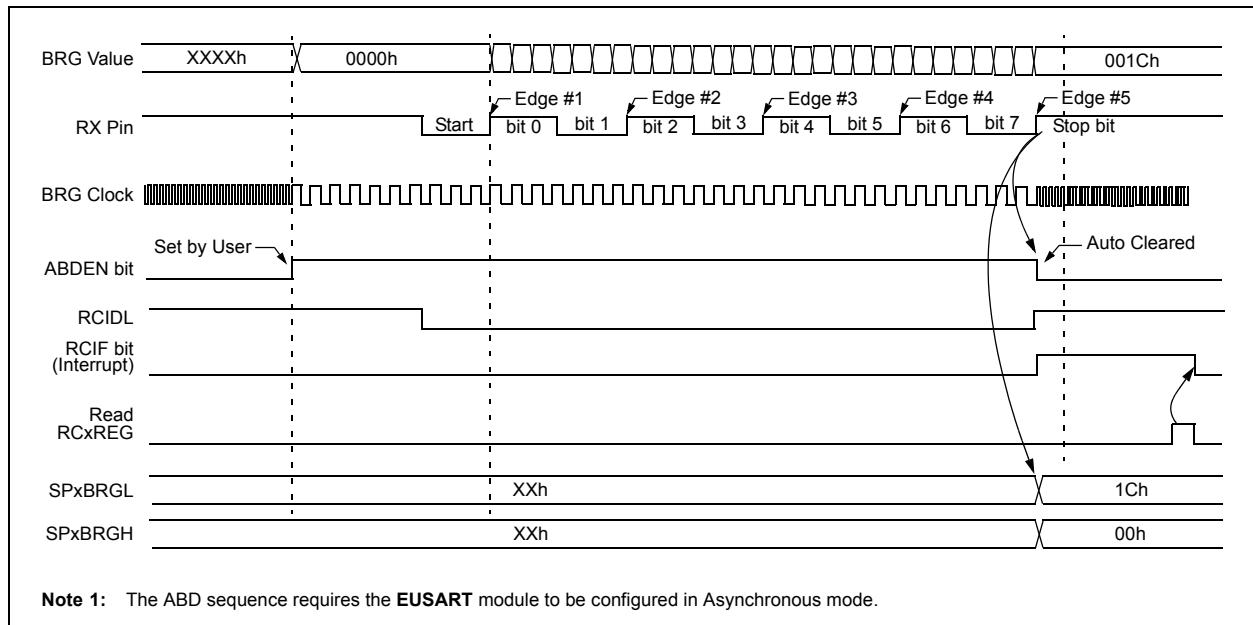 BRG Value XXXXh 0000h 001Ch
Edge #1 Edge #2 Edge #3 Edge #4 Edge #5
RX Pin Start bit 0 bit 1 bit 2 bit 3 bit 4 bit 5 bit 6 bit 7 Stop bit
BRG Clock
Set by User Auto Cleared
ABDEN bit
RCIDL
RCIF bit
(Interrupt)
Read
RCxREG
SPxBRGL XXh 1Ch
SPxBRGH XXh 00h
Note 1: The ABD sequence requires the EUSART module to be configured in Asynchronous mode.